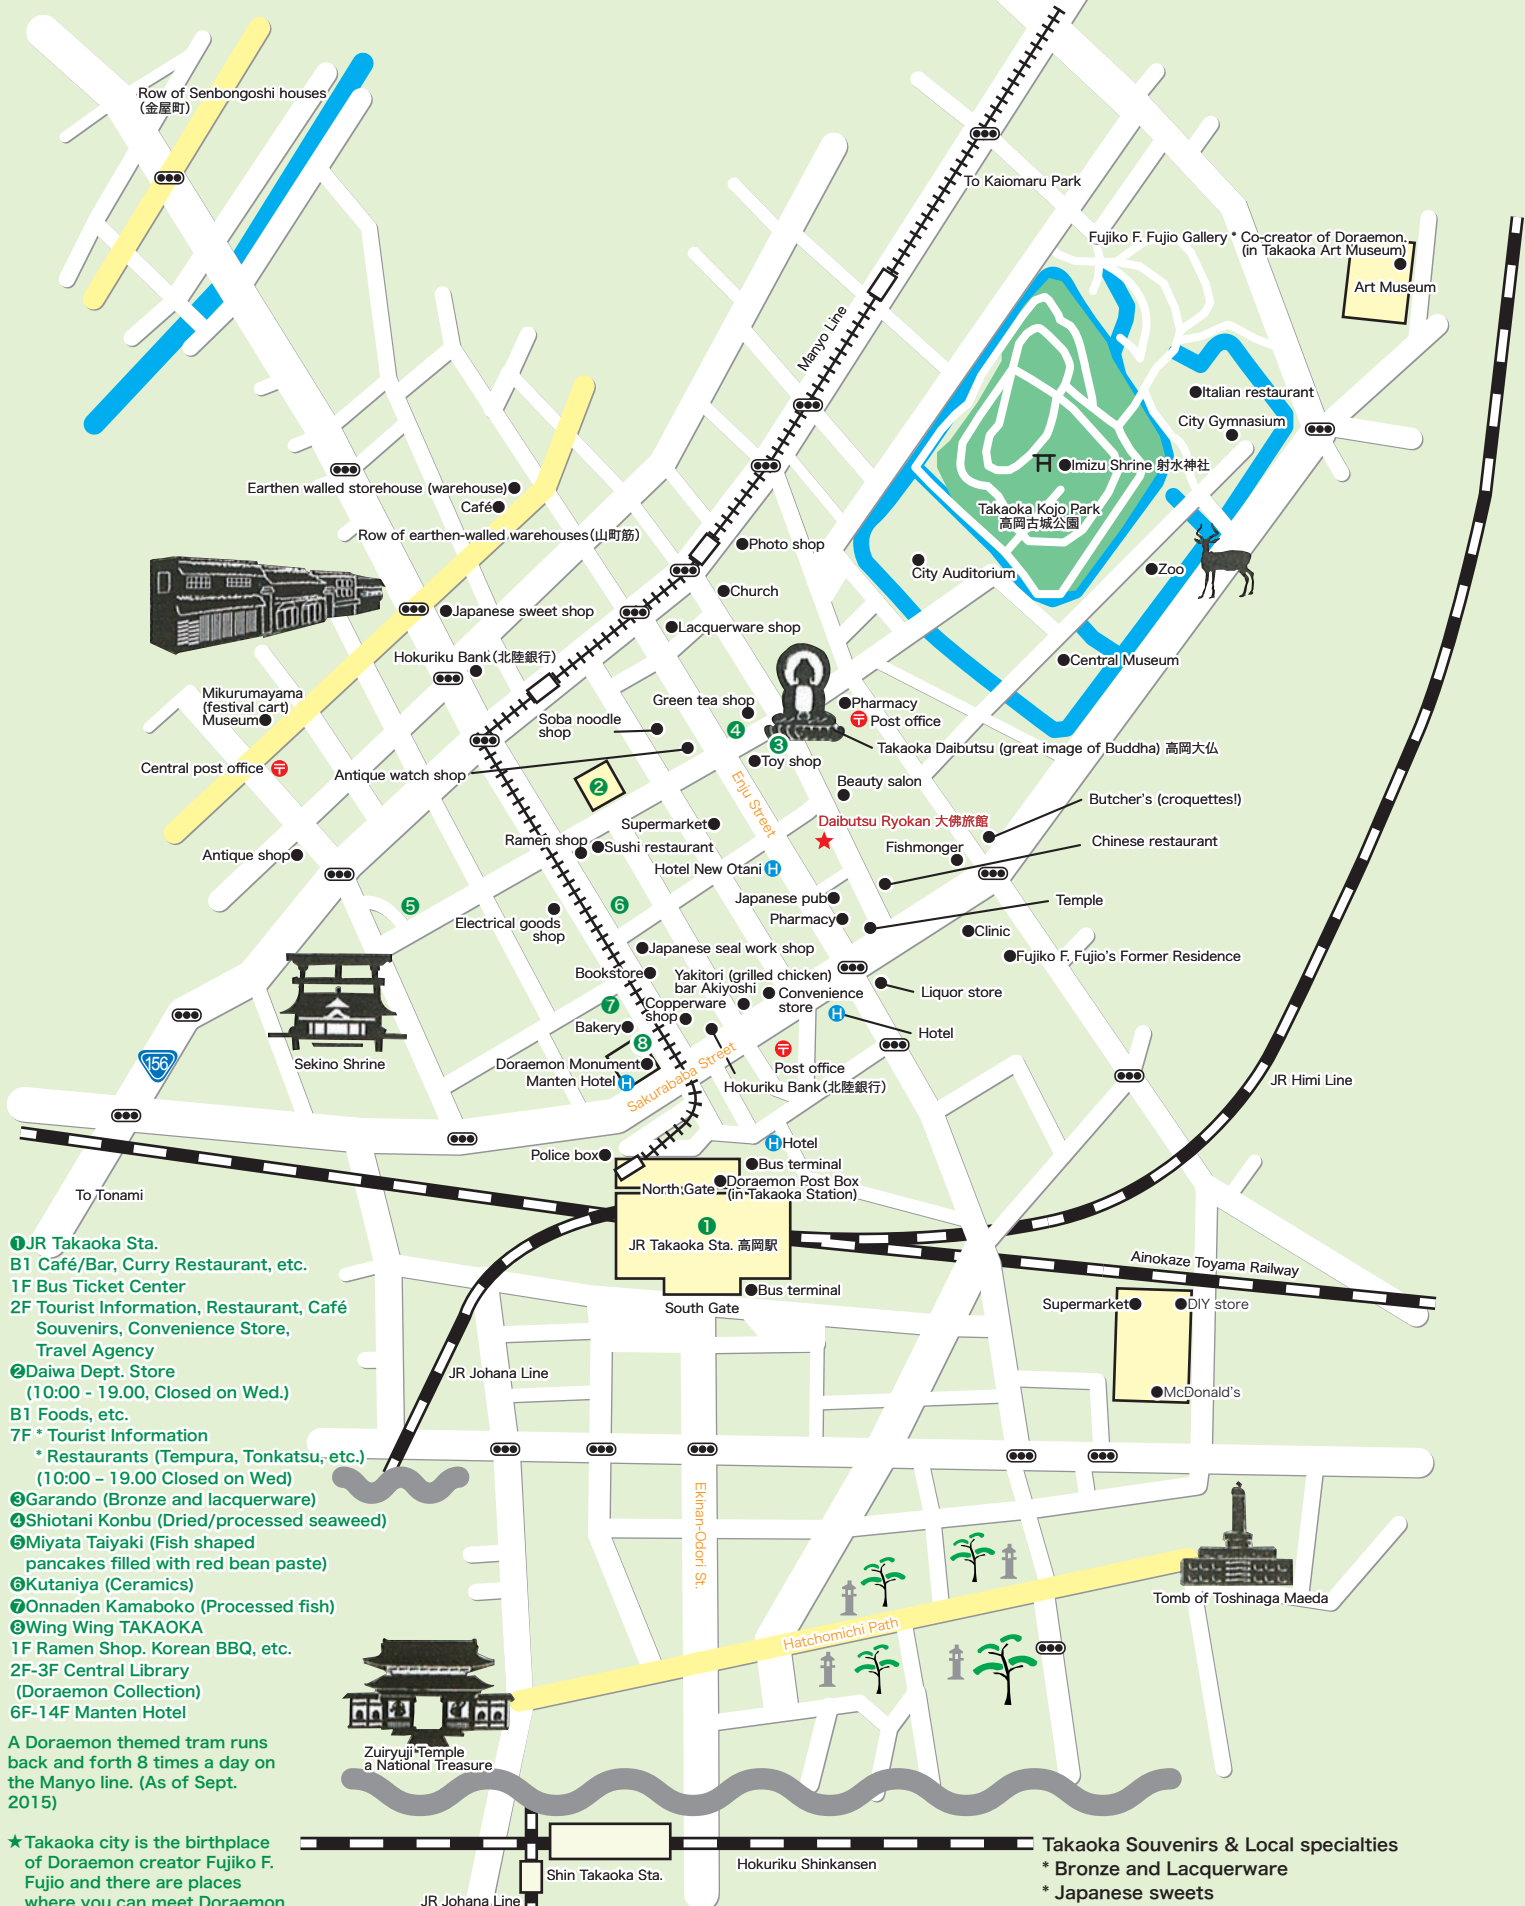 Row of Senbongoshi houses
(金屋町)
To Kaiomaru Park
Fujiko F. Fujio Gallery * Co-creator of Doraemon.
(in Takaoka Art Museum)
Art Museum
Manyo Line
Italian restaurant
City Gymnasium
Imizu Shrine 射水神社
Takaoka Kojo Park
高岡古城公園
Earthen walled storehouse (warehouse)
Café
Row of earthen-walled warehouses(山町筋)
Photo shop
City Auditorium
Zoo
Church
Japanese sweet shop
Lacquerware shop
Hokuriku Bank(北陸銀行)
Central Museum
Mikurumayama
(festival cart)
Museum
Green tea shop
Pharmacy
Soba noodle
shop
4
〒 Post office
3
Takaoka Daibutsu (great image of Buddha) 高岡大仏
Central post office 〒
Antique watch shop
Toy shop
2
Enju Street
Beauty salon
Butcher's (croquettes!)
Supermarket
Daibutsu Ryokan 大佛旅館
Ramen shop
Sushi restaurant
Chinese restaurant
Fishmonger
Antique shop
Hotel New Otani H
Japanese pub
Temple
5
6
Pharmacy
Electrical goods
shop
Clinic
Japanese seal work shop
Fujiko F. Fujio's Former Residence
Bookstore
Yakitori (grilled chicken)
bar Akiyoshi
Convenience
store
Liquor store
7
Copperware
shop
H
Hotel
Bakery
8
〒
Post office
Sekino Shrine
156
Doraemon Monument
Manten Hotel H
Sakurababa Street
Hokuriku Bank(北陸銀行)
JR Himi Line
H Hotel
Police box
Bus terminal
North Gate
Doraemon Post Box
(in Takaoka Station)
To Tonami
1
JR Takaoka Sta. 高岡駅
Ainokaze Toyama Railway
Bus terminal
South Gate
Supermarket
DIY store
JR Johana Line
McDonald's
❶JR Takaoka Sta.
B1 Café/Bar, Curry Restaurant, etc.
1F Bus Ticket Center
2F Tourist Information, Restaurant, Café
Souvenirs, Convenience Store,
Travel Agency
❷Daiwa Dept. Store
(10:00 - 19.00, Closed on Wed.)
B1 Foods, etc.
7F * Tourist Information
* Restaurants (Tempura, Tonkatsu, etc.)
(10:00 – 19.00 Closed on Wed)
❸Garando (Bronze and lacquerware)
❹Shiotani Konbu (Dried/processed seaweed)
❺Miyata Taiyaki (Fish shaped
pancakes filled with red bean paste)
❻Kutaniya (Ceramics)
❼Onnaden Kamaboko (Processed fish)
❽Wing Wing TAKAOKA
1F Ramen Shop. Korean BBQ, etc.
2F-3F Central Library
(Doraemon Collection)
6F-14F Manten Hotel
A Doraemon themed tram runs
back and forth 8 times a day on
the Manyo line. (As of Sept.
2015)
★Takaoka city is the birthplace
of Doraemon creator Fujiko F.
Fujio and there are places
where you can meet Doraemon
Ekinan-Odori St.
Hatchomichi Path
Tomb of Toshinaga Maeda
Zuiryuji Temple
a National Treasure
Shin Takaoka Sta.
Hokuriku Shinkansen
JR Johana Line
Takaoka Souvenirs & Local specialties
* Bronze and Lacquerware
* Japanese sweets